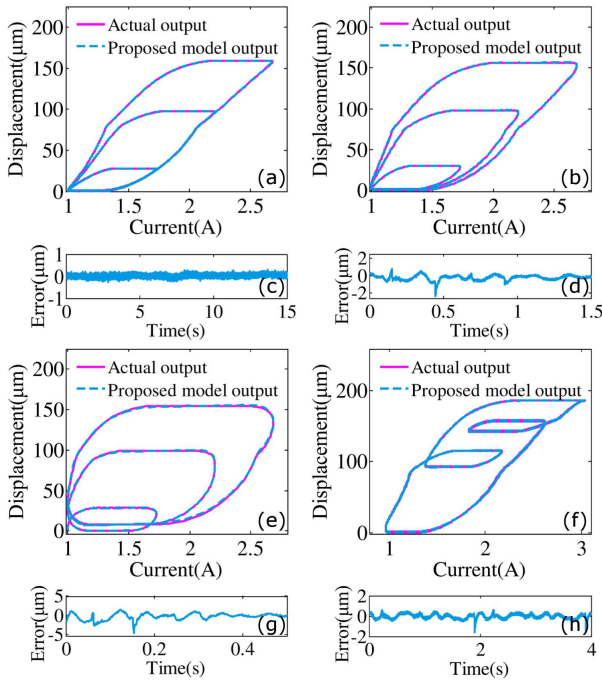 Actual output
Proposed model output
Displacement(μm)
200
150
100
50
0
(a)
1 1.5 2 2.5
Current(A)
Actual output
Proposed model output
Displacement(μm)
200
150
100
50
0
(b)
1 1.5 2 2.5
Current(A)
Error(μm)
1
0
-1
(c)
0 5 10 15
Time(s)
Error(μm)
2
0
-2
(d)
0 0.5 1 1.5
Time(s)
Actual output
Proposed model output
Displacement(μm)
200
150
100
50
0
(e)
1 1.5 2 2.5
Current(A)
Actual output
Proposed model output
Displacement(μm)
200
100
0
(f)
1 2 3
Current(A)
Error(μm)
5
0
-5
(g)
0 0.2 0.4
Time(s)
Error(μm)
2
0
-2
(h)
0 2 4
Time(s)